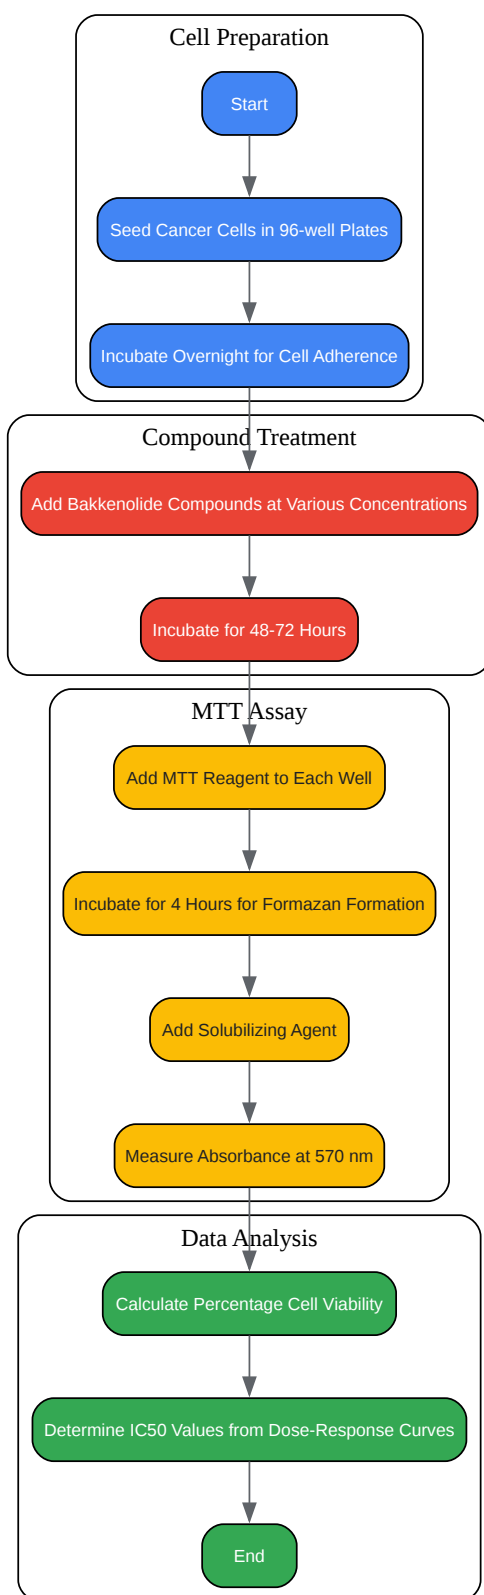 Cell Preparation
Start
Seed Cancer Cells in 96-well Plates
Incubate Overnight for Cell Adherence
Compound Treatment
Add Bakkenolide Compounds at Various Concentrations
Incubate for 48-72 Hours
MTT Assay
Add MTT Reagent to Each Well
Incubate for 4 Hours for Formazan Formation
Add Solubilizing Agent
Measure Absorbance at 570 nm
Data Analysis
Calculate Percentage Cell Viability
Determine IC50 Values from Dose-Response Curves
End